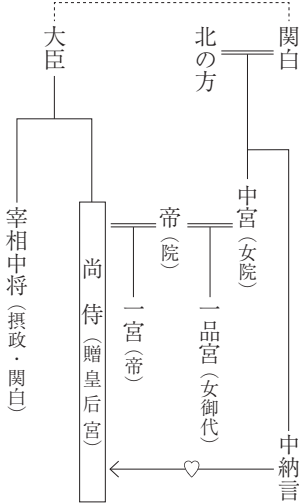 関白
北の方
大臣
中宮（女院）
帝（院）
尚侍（贈皇后宮）
宰相中将（摂政・関白）
一品宮（女御代）
一宮（帝）
中納言